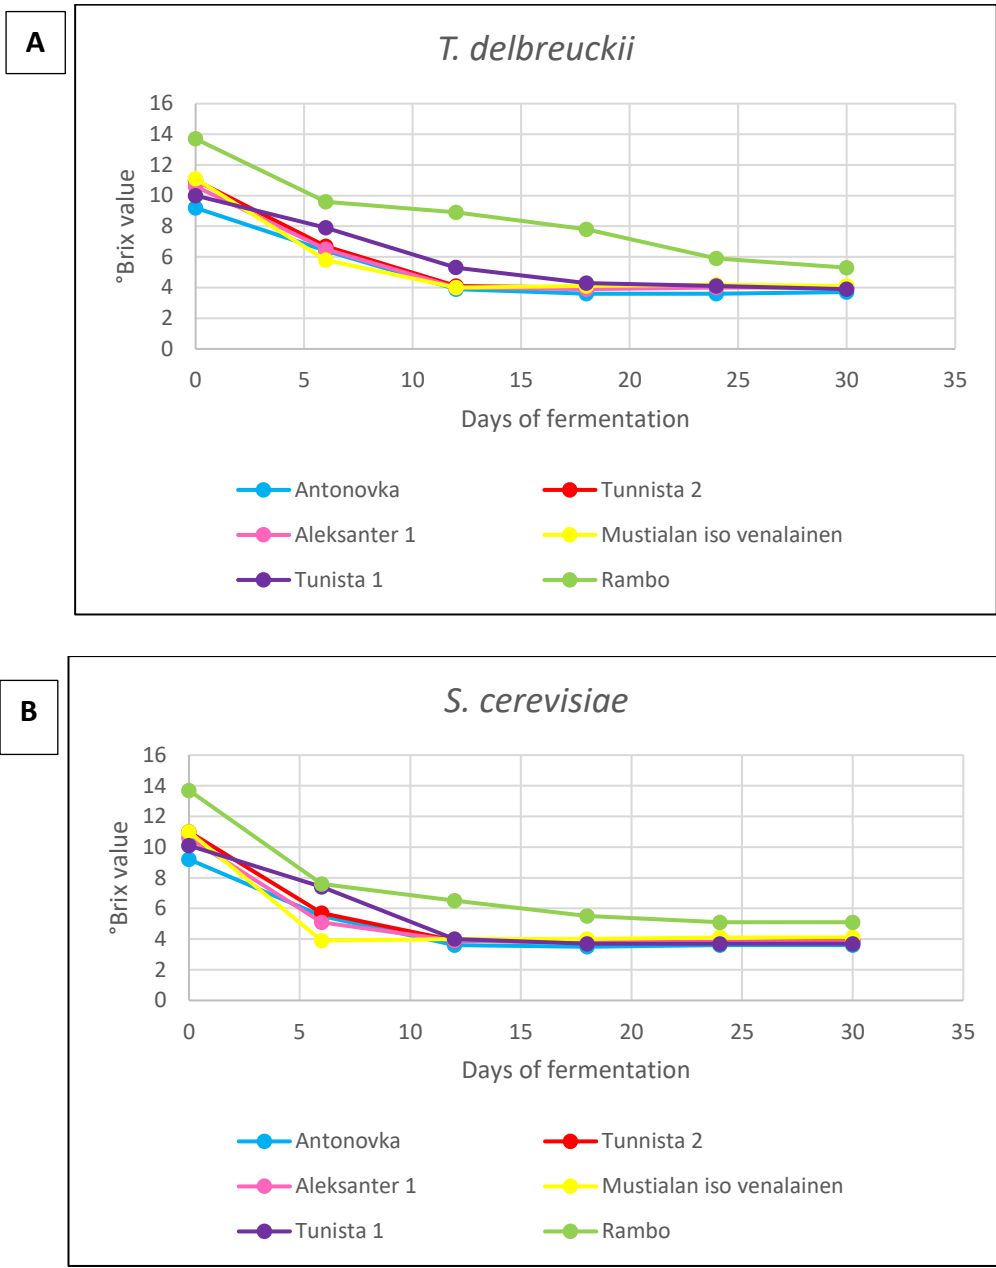 A
T. delbreuckii
16
14
12
10
8
6
4
2
0
°Brix value
0 5 10 15 20 25 30 35
Days of fermentation
Antonovka Tunnista 2
Aleksanter 1 Mustialan iso venalainen
Tunista 1 Rambo
B
S. cerevisiae
16
14
12
10
8
6
4
2
0
°Brix value
0 5 10 15 20 25 30 35
Days of fermentation
Antonovka Tunnista 2
Aleksanter 1 Mustialan iso venalainen
Tunista 1 Rambo